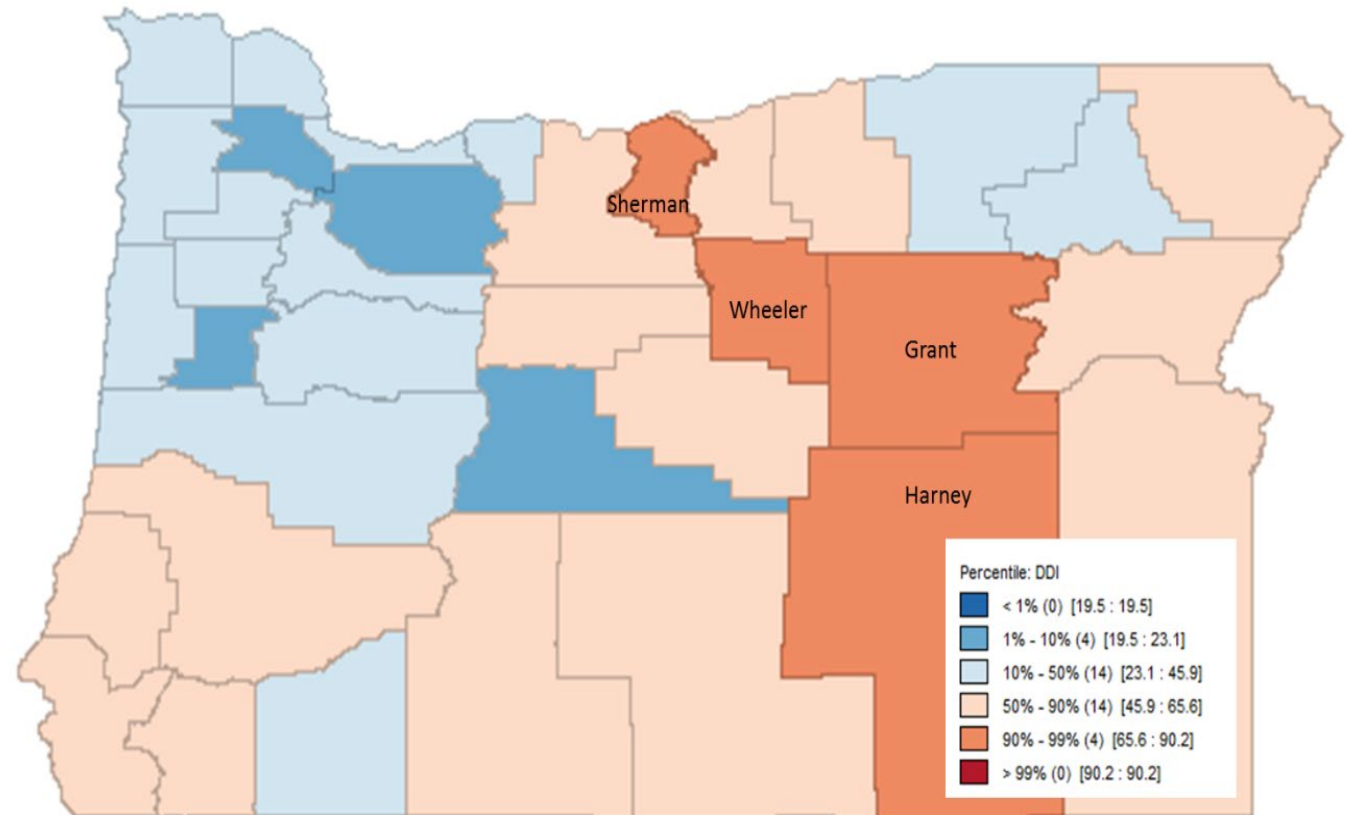 Sherman
Wheeler
Grant
Harney
Percentile: DDI
< 1% (0) [19.5 : 19.5]
1% - 10% (4) [19.5 : 23.1]
10% - 50% (14) [23.1 : 45.9]
50% - 90% (14) [45.9 : 65.6]
90% - 99% (4) [65.6 : 90.2]
> 99% (0) [90.2 : 90.2]